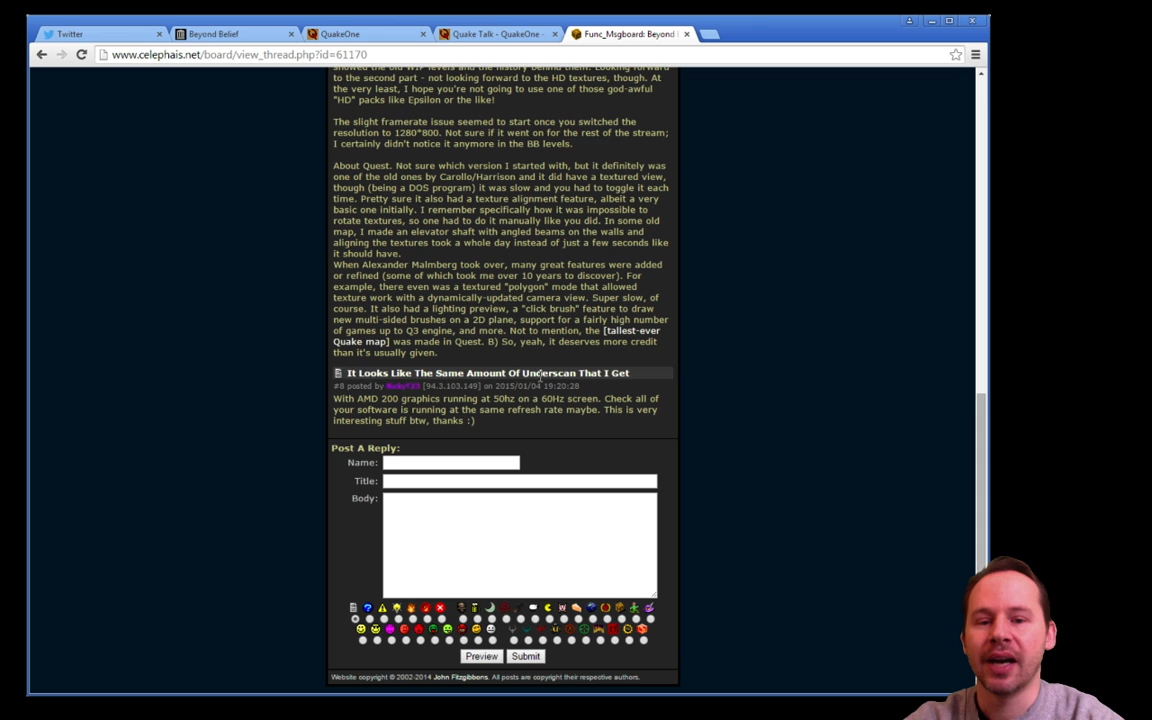 Twitter
Beyond Belief
QuakeOne
Quake Talk - QuakeOne -
Func_Msgboard: Beyond
www.celephais.net/board/view_thread.php?id=61170
showed the old WIP levels and the history behind them. Looking forward
to the second part - not looking forward to the HD textures, though. At
the very least, I hope you're not going to use one of those god-awful
"HD" packs like Epsilon or the like!
The slight framerate issue seemed to start once you switched the
resolution to 1280*800. Not sure if it went on for the rest of the stream;
I certainly didn't notice it anymore in the BB levels.
About Quest. Not sure which version I started with, but it definitely was
one of the old ones by Carollo/Harrison and it did have a textured view,
though (being a DOS program) it was slow and you had to toggle it each
time. Pretty sure it also had a texture alignment feature, albeit a very
basic one initially. I remember specifically how it was impossible to
rotate textures, so one had to do it manually like you did. In some old
map, I made an elevator shaft with angled beams on the walls and
aligning the textures took a whole day instead of just a few seconds like
it should have.
When Alexander Malmberg took over, many great features were added
or refined (some of which took me over 10 years to discover). For
example, there even was a textured "polygon" mode that allowed
texture work with a dynamically-updated camera view. Super slow, of
course. It also had a lighting preview, a "click brush" feature to draw
new multi-sided brushes on a 2D plane, support for a fairly high number
of games up to Q3 engine, and more. Not to mention, the [tallest-ever
Quake map] was made in Quest. B) So, yeah, it deserves more credit
than it's usually given.
It Looks Like The Same Amount Of Underscan That I Get
#8 posted by [94.3.103.149] on 2015/01/04 19:20:28
With AMD 200 graphics running at 50hz on a 60Hz screen. Check all of
your software is running at the same refresh rate maybe. This is very
interesting stuff btw, thanks :)
Post A Reply:
Name:
Title:
Body:
Preview Submit
Website copyright © 2002-2014 John Fitzgibbons. All posts are copyright their respective authors.